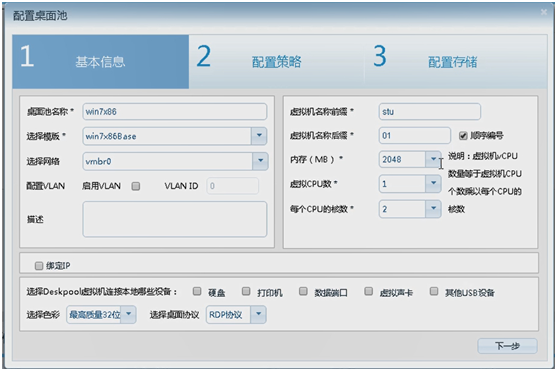 配置桌面池
1 基本信息 2 配置策略 3 配置存储
桌面池名称 * win7x86
选择模版 * win7x86Base
选择网络 vmbr0
配置VLAN 启用VLAN VLAN ID 0
描述
虚拟机名称前缀 * stu
虚拟机名称后缀 * 01 顺序编号
内存（MB）* 2048 说明：虚拟机vCPU
虚拟CPU数 * 1 数量等于虚拟机CPU
个数乘以每个CPU的
每个CPU的核数 * 2 核数
绑定IP
选择Deskpool虚拟机连接本地哪些设备： 硬盘 打印机 数据端口 虚拟声卡 其他USB设备
选择色彩 最高质量32位 选择桌面协议 RDP协议
下一步